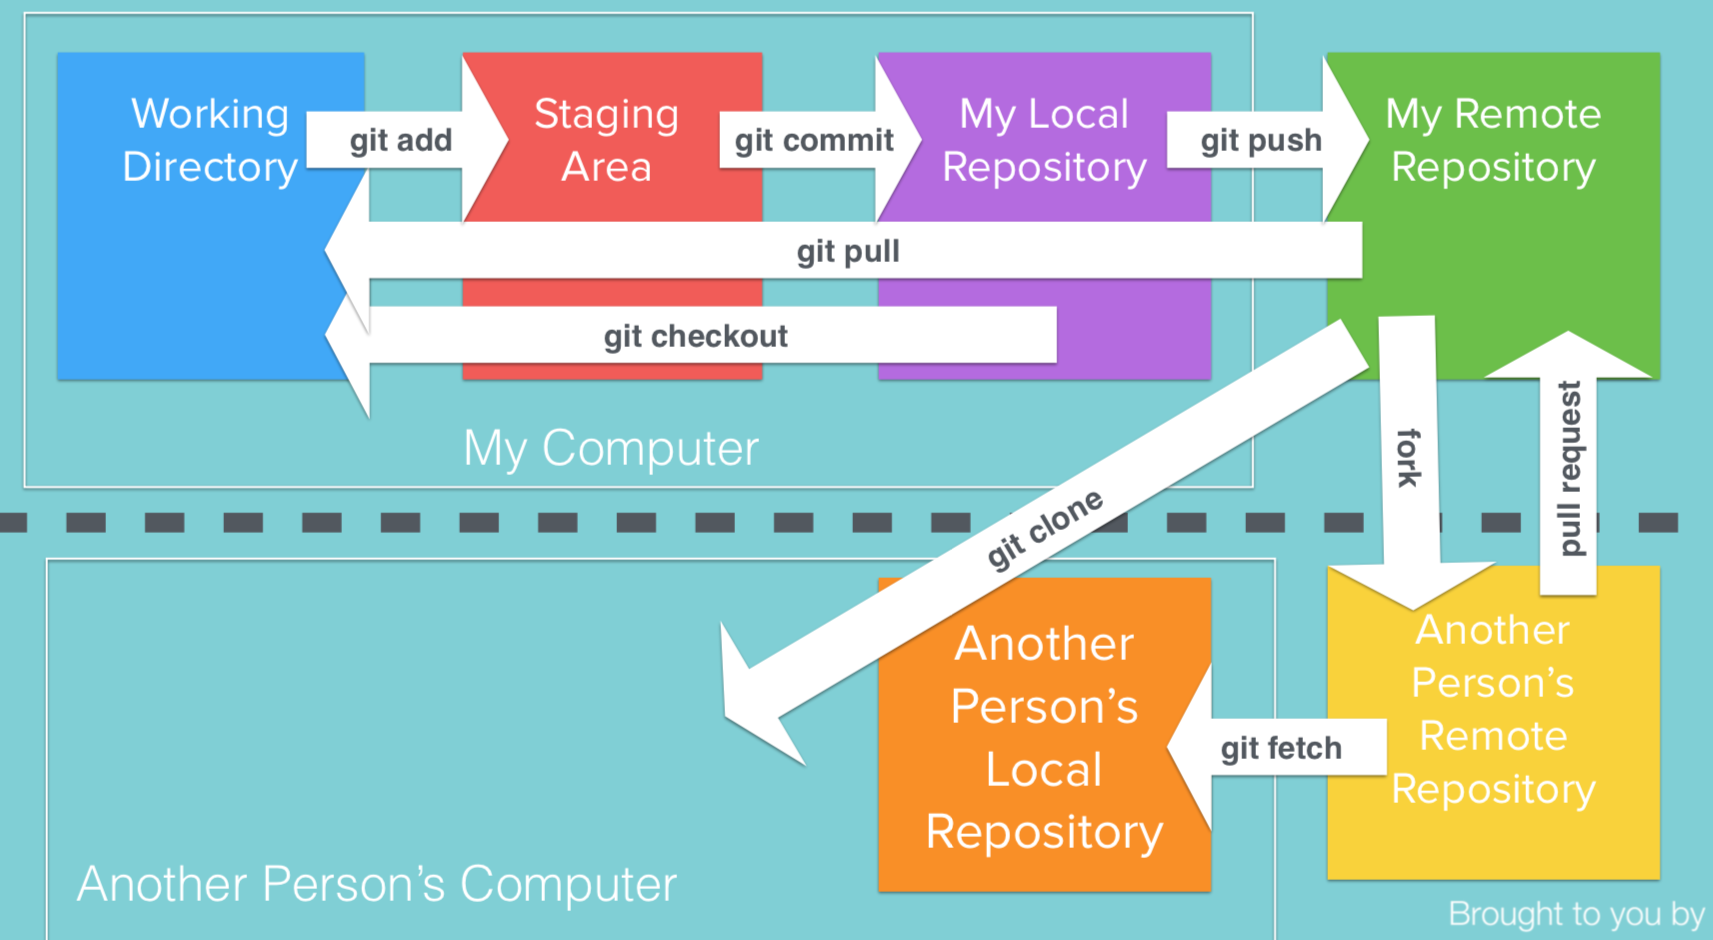 Working
Directory
git add
Staging
Area
git commit
My Local
Repository
git push
My Remote
Repository
git pull
git checkout
My Computer
git clone
fork
pull request
Another
Person’s
Local
Repository
git fetch
Another
Person’s
Remote
Repository
Another Person’s Computer
Brought to you by